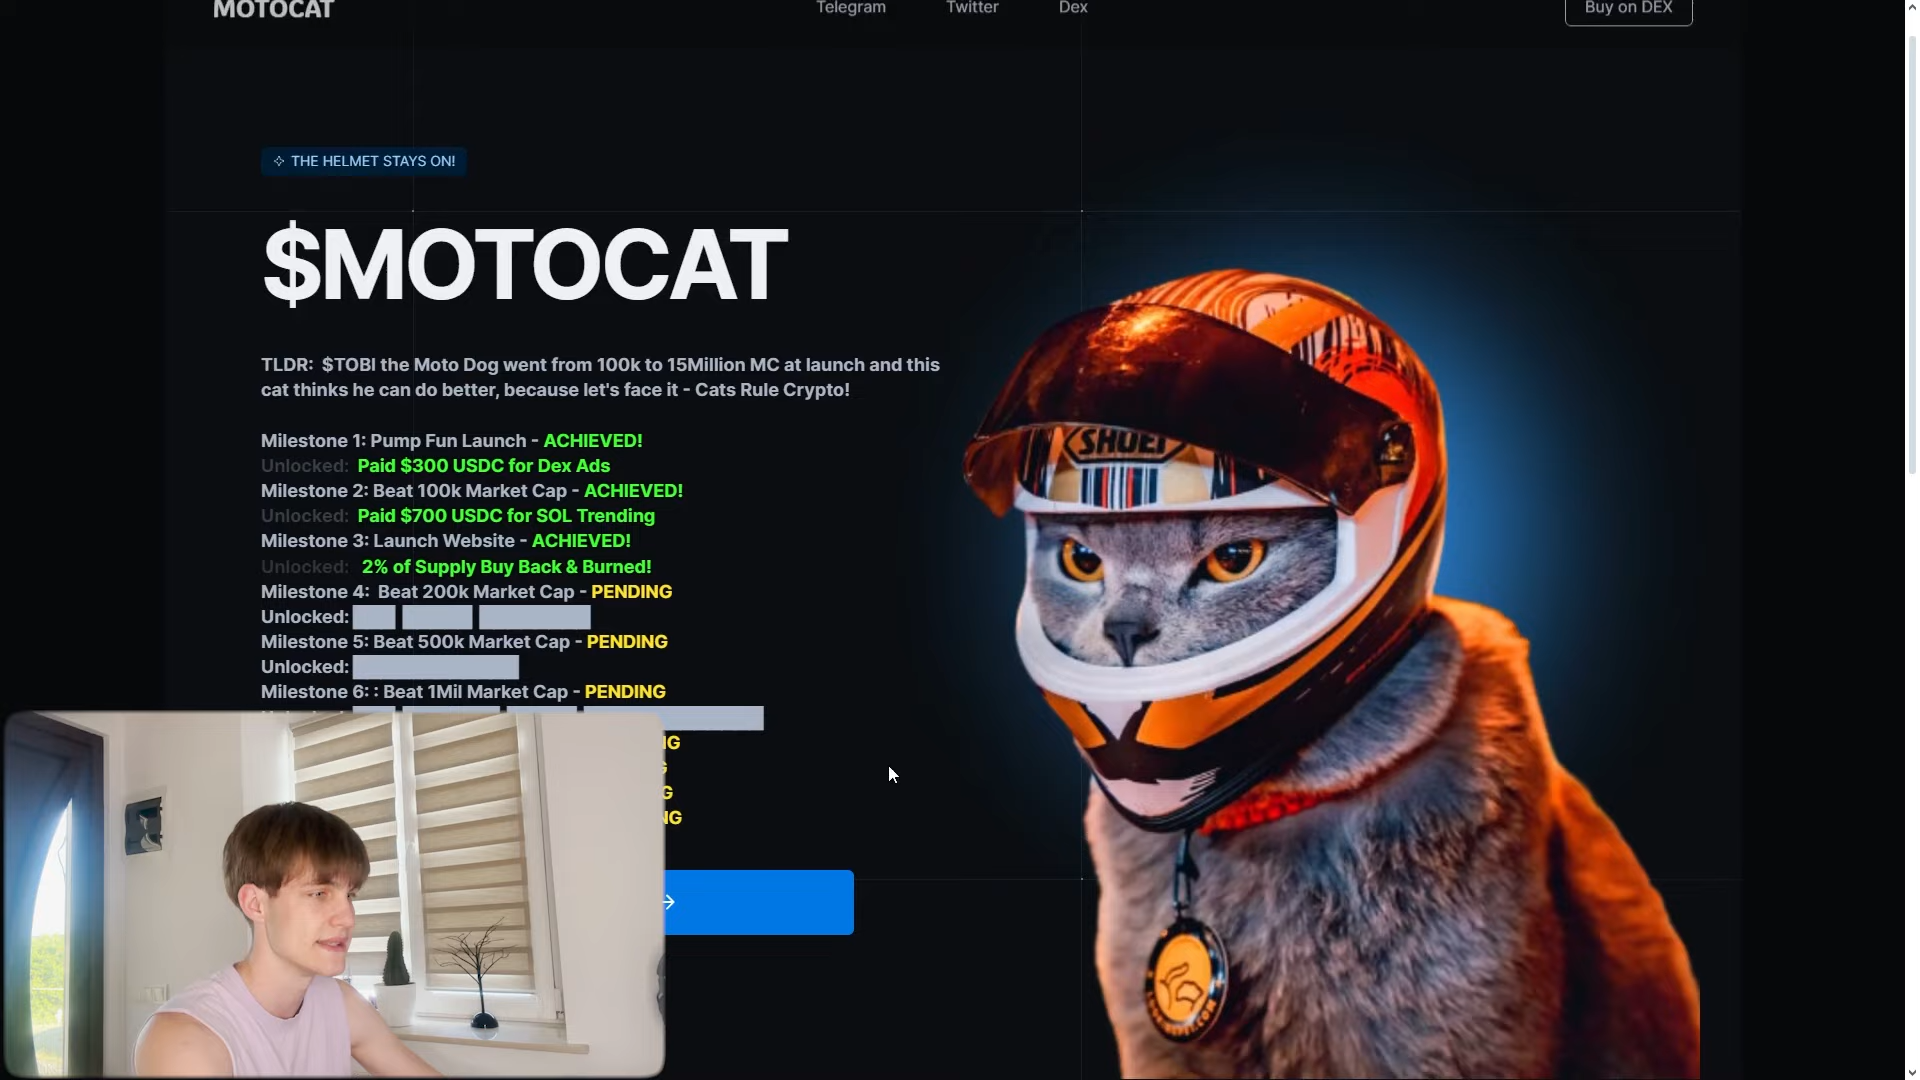 MOTOCAT
Telegram
Twitter
Dex
Buy on DEX
THE HELMET STAYS ON!
$MOTOCAT
TLDR: $TOBI the Moto Dog went from 100k to 15Million MC at launch and this
cat thinks he can do better, because let's face it - Cats Rule Crypto!
Milestone 1: Pump Fun Launch - ACHIEVED!
Unlocked: Paid $300 USDC for Dex Ads
Milestone 2: Beat 100k Market Cap - ACHIEVED!
Unlocked: Paid $700 USDC for SOL Trending
Milestone 3: Launch Website - ACHIEVED!
Unlocked: 2% of Supply Buy Back & Burned!
Milestone 4: Beat 200k Market Cap - PENDING
Unlocked:
Milestone 5: Beat 500k Market Cap - PENDING
Unlocked:
Milestone 6: : Beat 1Mil Market Cap - PENDING
NG
G
G
NG
SHOEI